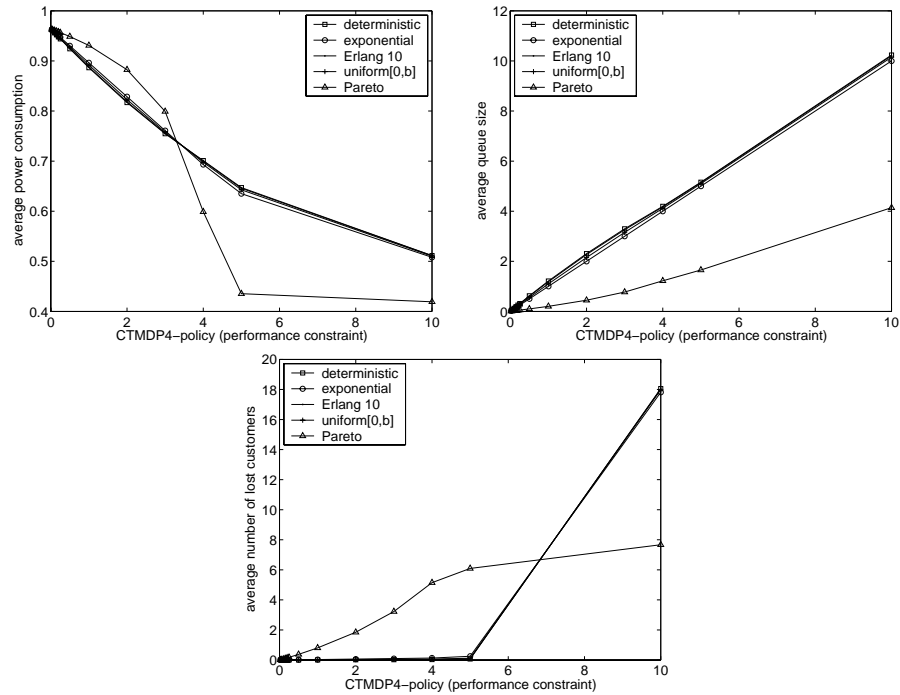 1
0.9
0.8
0.7
0.6
0.5
0.4
0
2
4
6
8
10
average power consumption
CTMDP4-policy (performance constraint)
deterministic
exponential
Erlang 10
uniform[0,b]
Pareto
12
10
8
6
4
2
0
0
2
4
6
8
10
average queue size
CTMDP4-policy (performance constraint)
deterministic
exponential
Erlang 10
uniform[0,b]
Pareto
20
18
16
14
12
10
8
6
4
2
0
0
2
4
6
8
10
average number of lost customers
CTMDP4-policy (performance constraint)
deterministic
exponential
Erlang 10
uniform[0,b]
Pareto